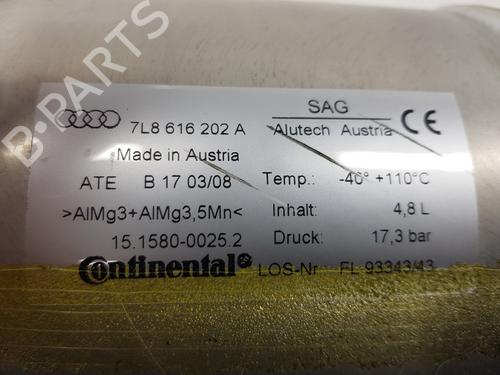 B-PARTS
SAG
7L8 616 202 A Alutech Austria CE
Made in Austria
ATE B 17 03/08 Temp.: -40° +110°C
>AlMg3+AlMg3,5Mn< Inhalt: 4,8 L
15.1580-0025.2 Druck: 17,3 bar
Continental® LOS-Nr FL 93343/43